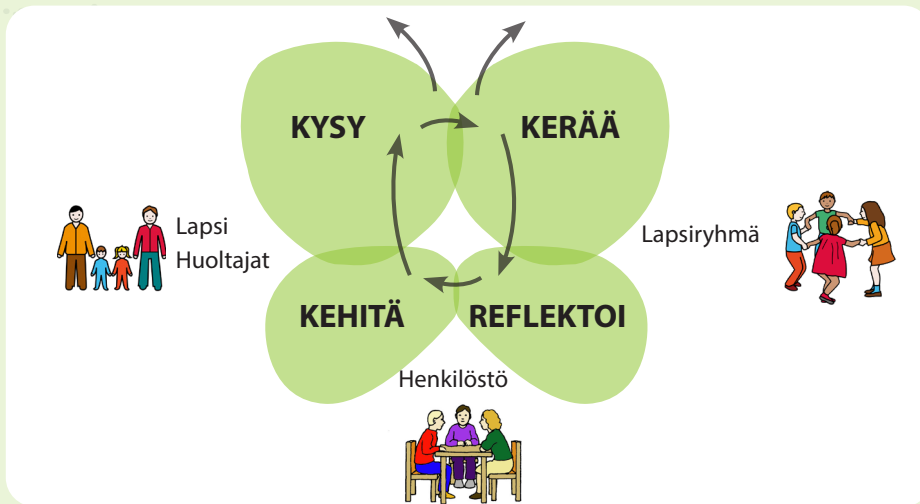 KYSY
KERÄÄ
Lapsi
Huoltajat
Lapsiryhmä
KEHITÄ
REFLEKTOI
Henkilöstö